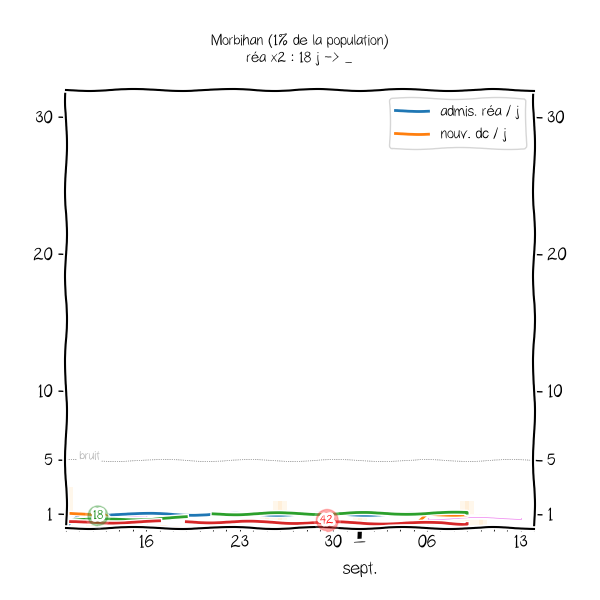 Morbihan (1% de la population)
réa x2 : 18 j -> _
admis. réa / j
nouv. dc / j
30
30
20
20
10
10
5
bruit
5
1
18
42
1
16
23
30
06
13
sept.